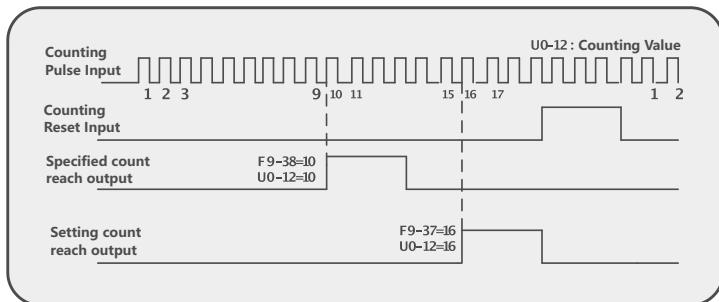 U0-12 : Counting Value
Counting
Pulse Input
1 2 3 9 10 11 15 16 17 1 2
Counting
Reset Input
Specified count
reach output
F9-38=10
U0-12=10
Setting count
reach output
F9-37=16
U0-12=16